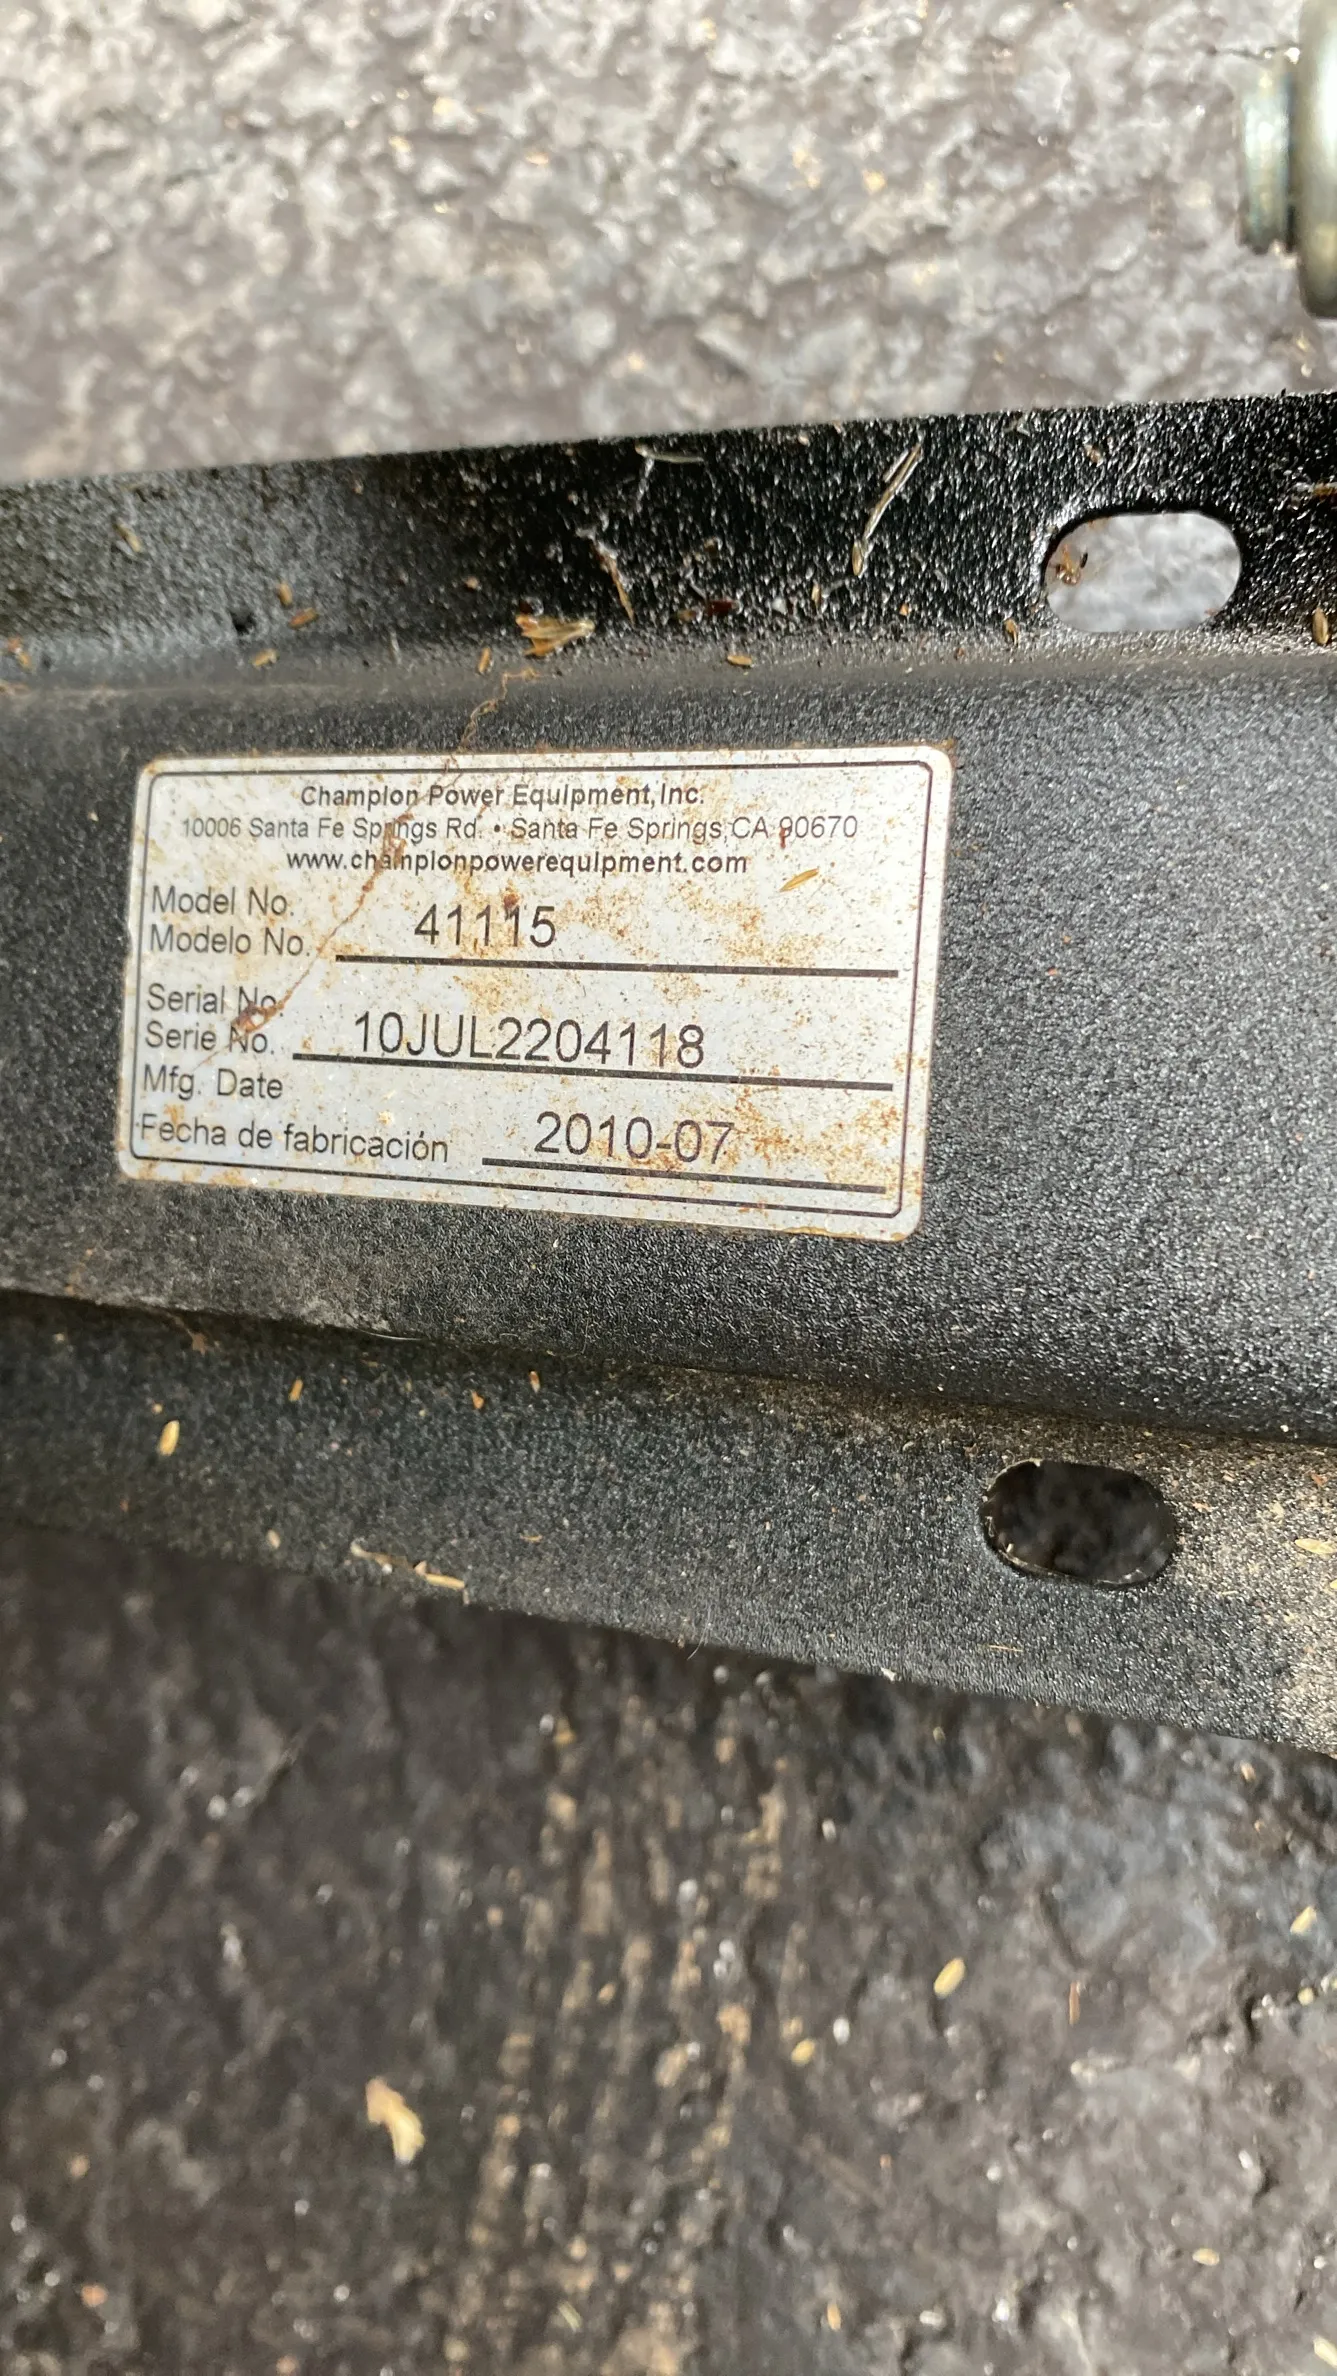 Champion Power Equipment, Inc.
10006 Santa Fe Springs Rd. • Santa Fe Springs, CA 90670
www.championpowerequipment.com
Model No.
Modelo No. 41115
Serial No.
Serie No. 10JUL2204118
Mfg. Date
Fecha de fabricación 2010-07